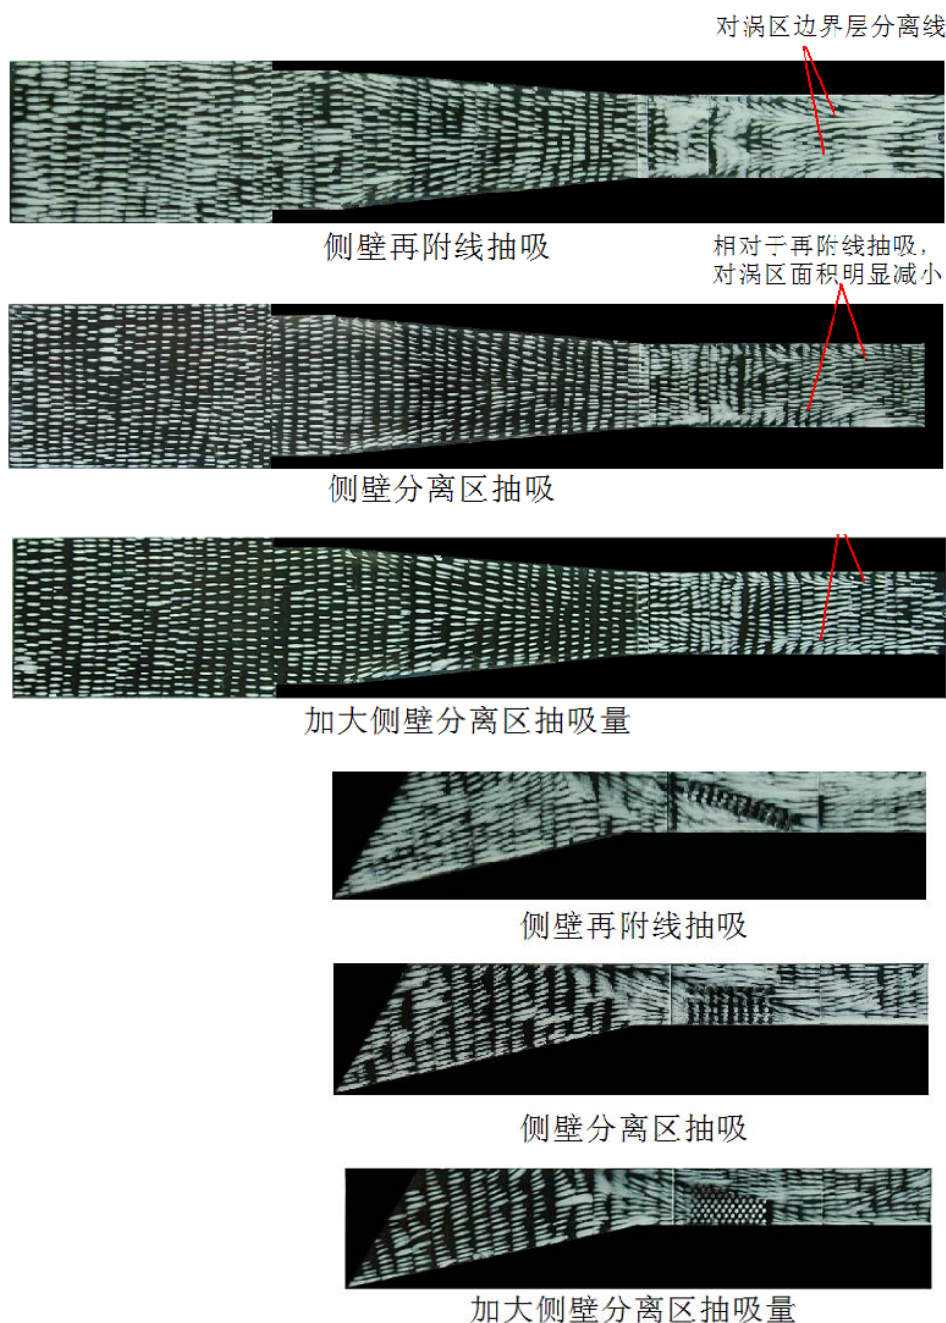 对涡区边界层分离线
侧壁再附线抽吸
相对于再附线抽吸，
对涡区面积明显减小
侧壁分离区抽吸
加大侧壁分离区抽吸量
侧壁再附线抽吸
侧壁分离区抽吸
加大侧壁分离区抽吸量